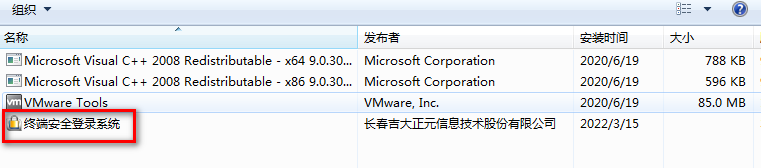 组织
名称 发布者 安装时间 大小
Microsoft Visual C++ 2008 Redistributable - x64 9.0.30... Microsoft Corporation 2020/6/19 788 KB
Microsoft Visual C++ 2008 Redistributable - x86 9.0.30... Microsoft Corporation 2020/6/19 596 KB
VMware Tools VMware, Inc. 2020/6/19 85.0 MB
终端安全登录系统 长春吉大正元信息技术股份有限公司 2022/3/15